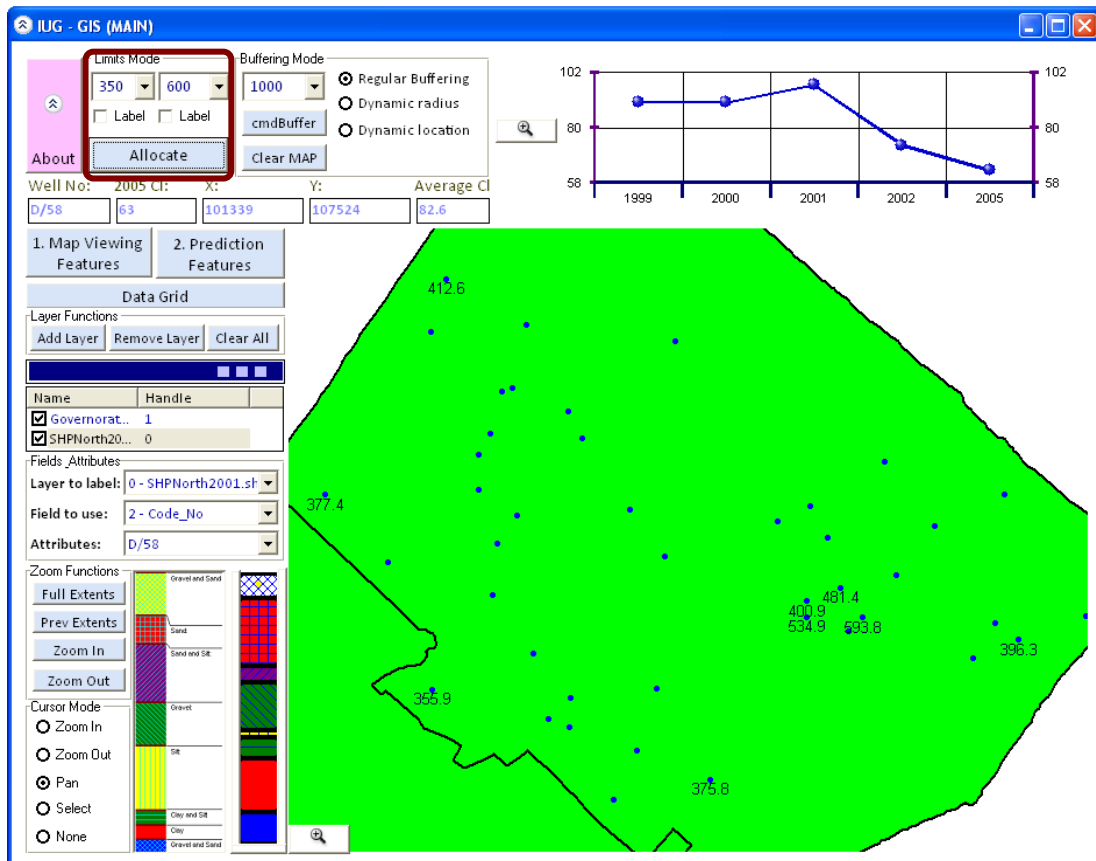 IUG - GIS (MAIN)
Limits Mode
350 600
Label Label
Allocate
Buffering Mode
1000
cmdBuffer
Clear MAP
Regular Buffering
Dynamic radius
Dynamic location
About
102 102
80 80
58 58
1999 2000 2001 2002 2005
Well No: 2005 Cl: X: Y: Average Cl
D/58 63 101339 107524 82.6
1. Map Viewing Features
2. Prediction Features
Data Grid
Layer Functions
Add Layer Remove Layer Clear All
Name Handle
Governorat... 1
SHPNorth20... 0
Fields _Attributes
Layer to label: 0 - SHPNorth2001.sh
Field to use: 2 - Code_No
Attributes: D/58
Zoom Functions
Full Extents
Prev Extents
Zoom In
Zoom Out
Cursor Mode
Zoom In
Zoom Out
Pan
Select
None
Gravel and Sand
Sand
Sand and Silt
Gravel
Silt
Clay and Silt
Clay
Gravel and Sand
412.6
377.4
481.4
400.9
534.9 593.8
396.3
355.9
375.8